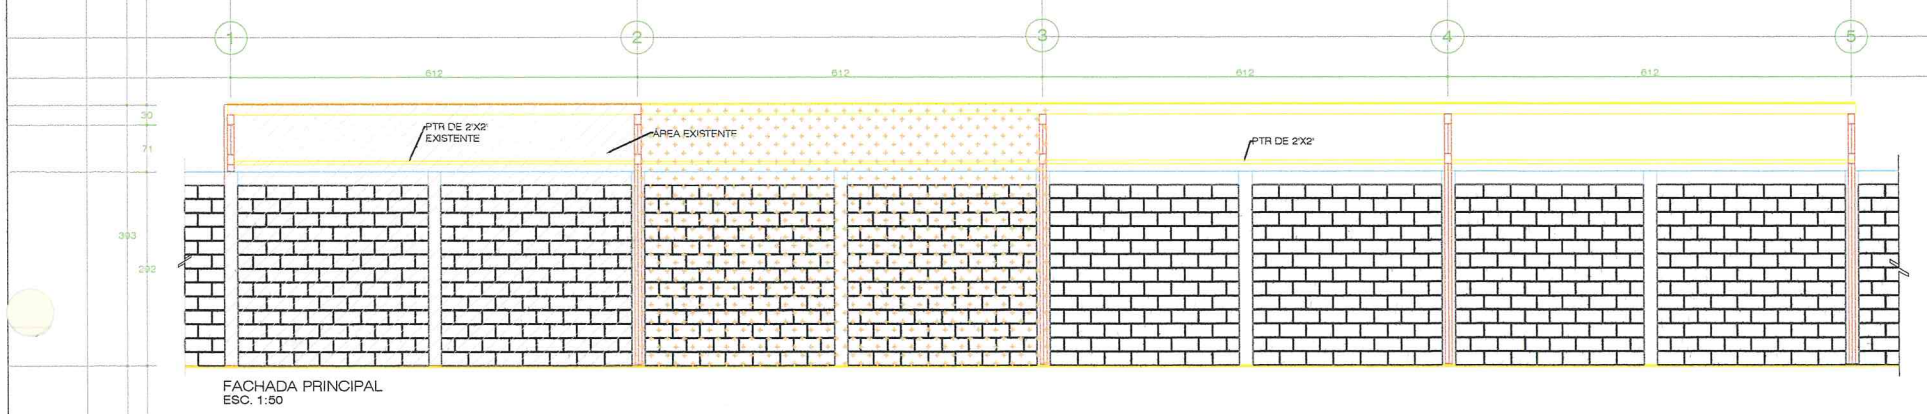 1 2 3 4 5
612 612 612 612
30
71
393
292
PTR DE 2'X2'
EXISTENTE
ÁREA EXISTENTE
PTR DE 2'X2'
FACHADA PRINCIPAL
ESC. 1:50